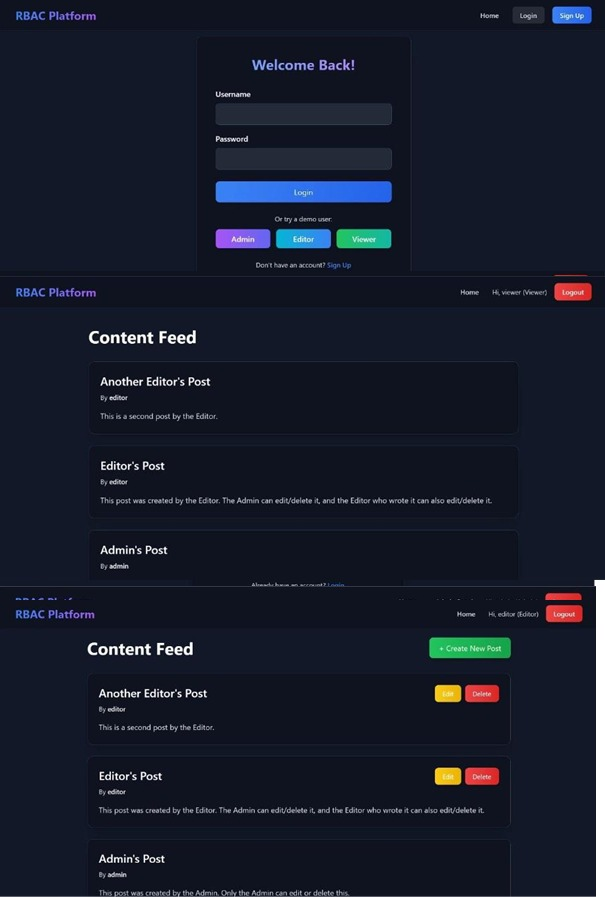 RBAC Platform
Home Login Sign Up
Welcome Back!
Username
Password
Login
Or try a demo user:
Admin Editor Viewer
Don't have an account? Sign Up
RBAC Platform
Home Hi, viewer (Viewer) Logout
Content Feed
Another Editor's Post
By editor
This is a second post by the Editor.
Editor's Post
By editor
This post was created by the Editor. The Admin can edit/delete it, and the Editor who wrote it can also edit/delete it.
Admin's Post
By admin
Already have an account? Login
RBAC Platform
RBAC Platform
Home Hi, editor (Editor) Logout
Content Feed
+ Create New Post
Another Editor's Post
Edit Delete
By editor
This is a second post by the Editor.
Editor's Post
Edit Delete
By editor
This post was created by the Editor. The Admin can edit/delete it, and the Editor who wrote it can also edit/delete it.
Admin's Post
By admin
This post was created by the Admin. Only the Admin can edit or delete this.